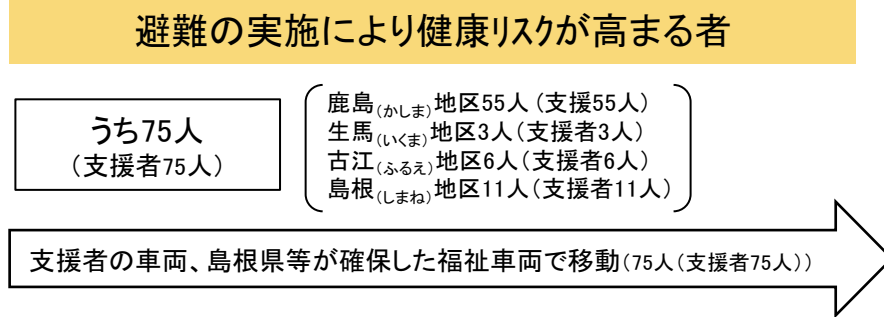 避難の実施により健康リスクが高まる者
うち75人
（支援者75人）
鹿島(かしま)地区55人（支援55人）
生馬(いくま)地区3人（支援者3人）
古江(ふるえ)地区6人（支援者6人）
島根(しまね)地区11人（支援者11人）
支援者の車両、島根県等が確保した福祉車両で移動（75人（支援者75人））